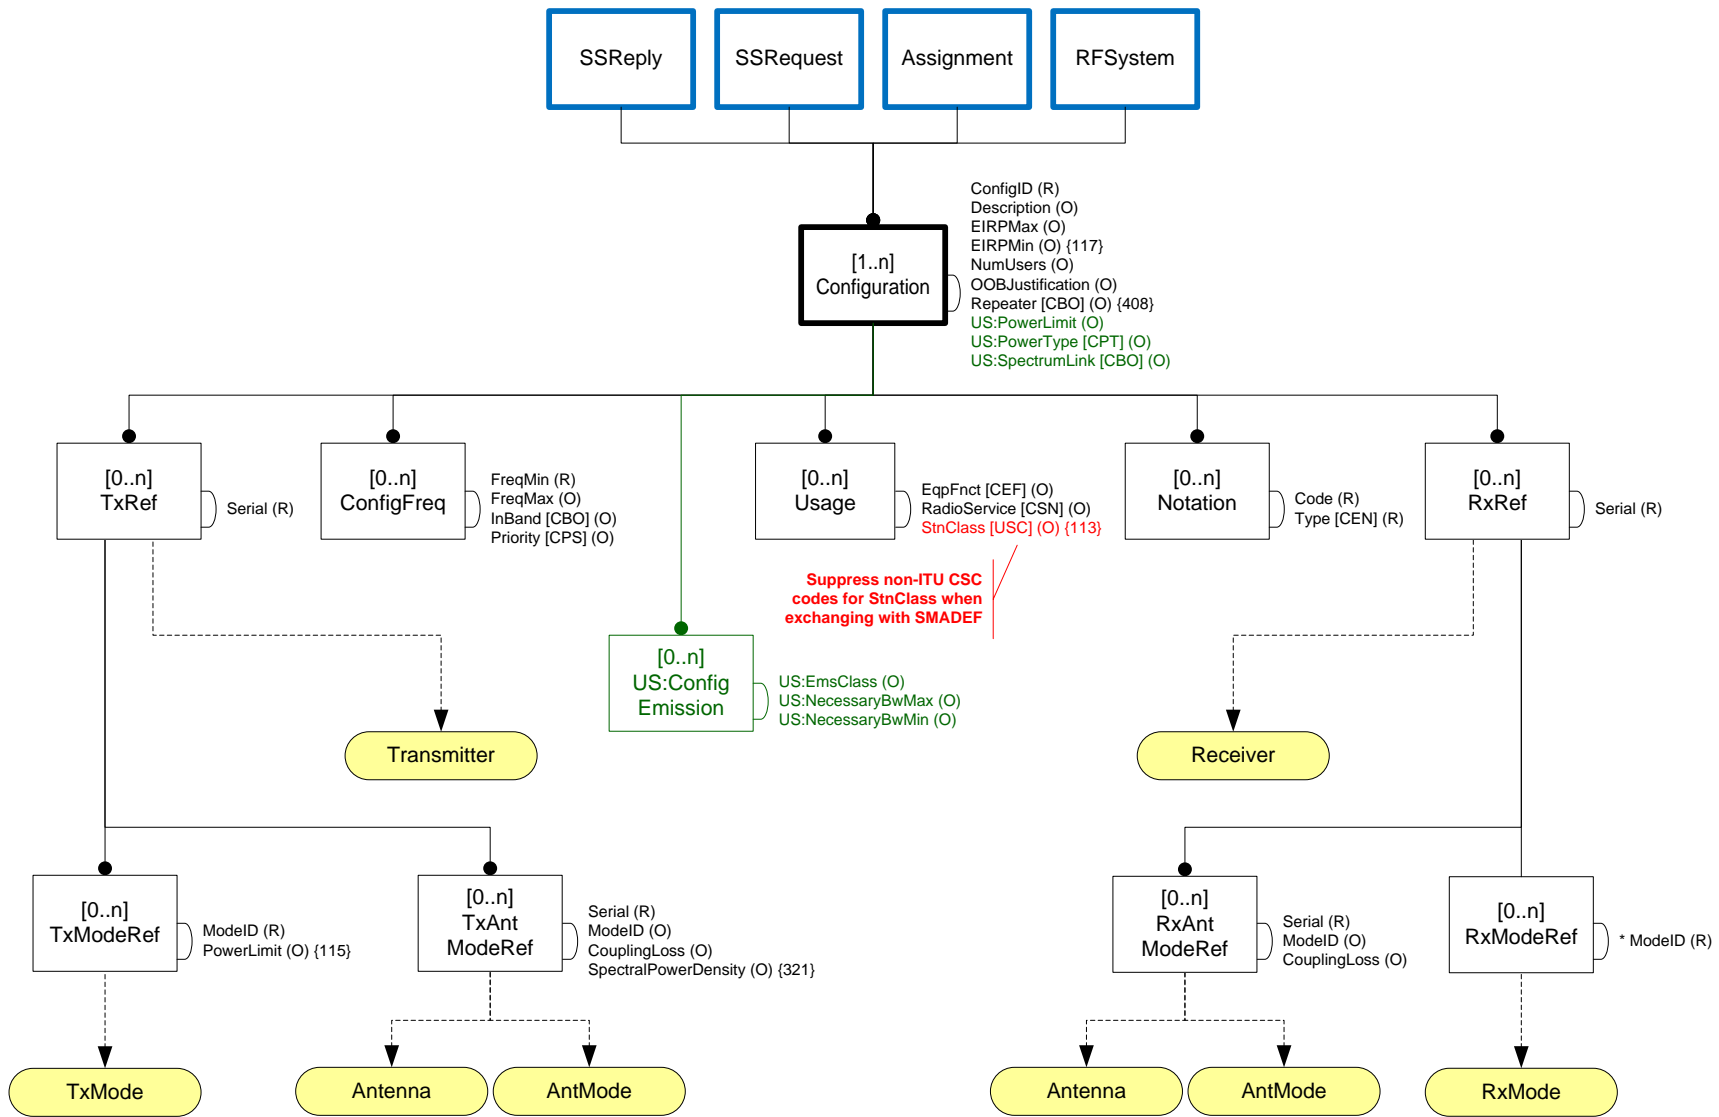 SSReply
SSRequest
Assignment
RFSystem
ConfigID (R)
Description (O)
EIRPMax (O)
EIRPMin (O) {117}
NumUsers (O)
OOBJustification (O)
Repeater [CBO] (O) {408}
US:PowerLimit (O)
US:PowerType [CPT] (O)
US:SpectrumLink [CBO] (O)
[1..n]
Configuration
[0..n]
TxRef
Serial (R)
[0..n]
ConfigFreq
FreqMin (R)
FreqMax (O)
InBand [CBO] (O)
Priority [CPS] (O)
[0..n]
Usage
EqpFnct [CEF] (O)
RadioService [CSN] (O)
StnClass [USC] (O) {113}
[0..n]
Notation
Code (R)
Type [CEN] (R)
[0..n]
RxRef
Serial (R)
Suppress non-ITU CSC
codes for StnClass when
exchanging with SMADEF
[0..n]
US:Config
Emission
US:EmsClass (O)
US:NecessaryBwMax (O)
US:NecessaryBwMin (O)
Transmitter
Receiver
[0..n]
TxModeRef
ModeID (R)
PowerLimit (O) {115}
[0..n]
TxAnt
ModeRef
Serial (R)
ModeID (O)
CouplingLoss (O)
SpectralPowerDensity (O) {321}
[0..n]
RxAnt
ModeRef
Serial (R)
ModeID (O)
CouplingLoss (O)
[0..n]
RxModeRef
* ModeID (R)
TxMode
Antenna
AntMode
Antenna
AntMode
RxMode